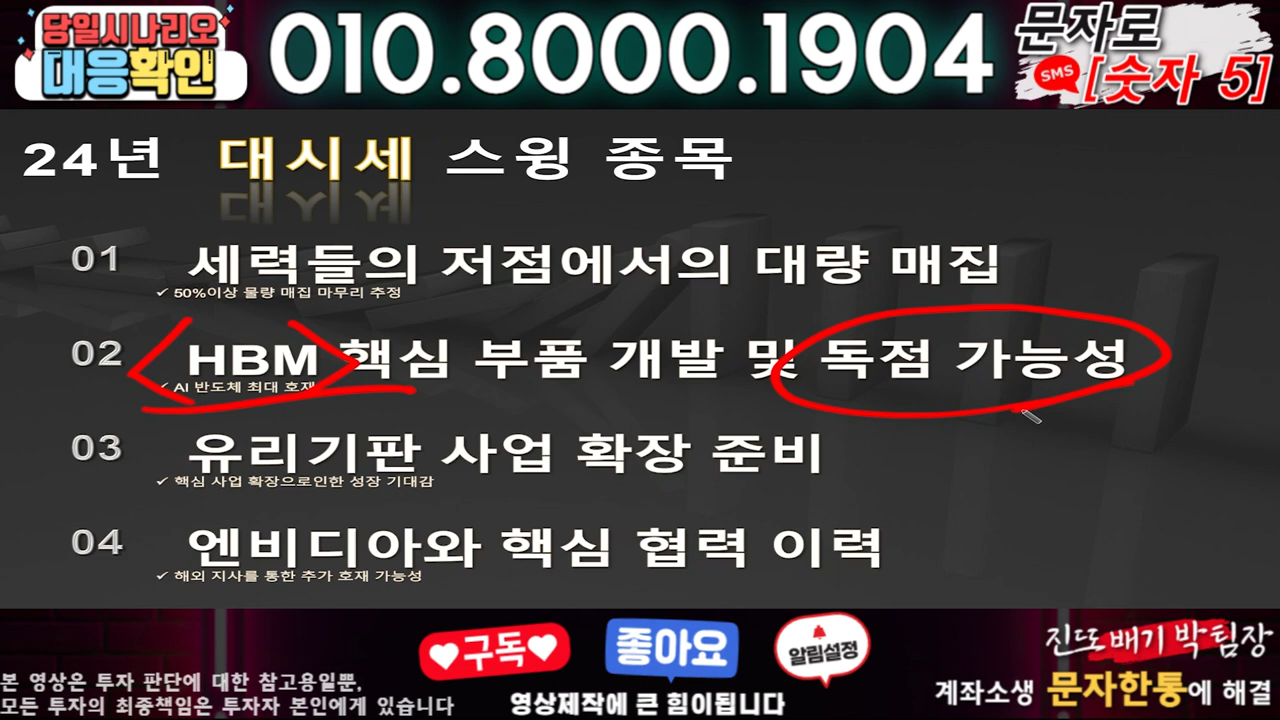 당일시나리오
대응확인
010.8000.1904
문자로
SMS
[숫자 5]
24년 대시세 스윙 종목
01 세력들의 저점에서의 대량 매집
✓ 50%이상 물량 매집 마무리 추정
02 HBM 핵심 부품 개발 및 독점 가능성
✓ AI 반도체 최대 호재
03 유리기판 사업 확장 준비
✓ 핵심 사업 확장으로인한 성장 기대감
04 엔비디아와 핵심 협력 이력
✓ 해외 지사를 통한 추가 호재 가능성
구독
좋아요
알림설정
영상제작에 큰 힘이됩니다
본 영상은 투자 판단에 대한 참고용일뿐,
모든 투자의 최종책임은 투자자 본인에게 있습니다
진또배기 박팀장
계좌소생 문자한통에 해결